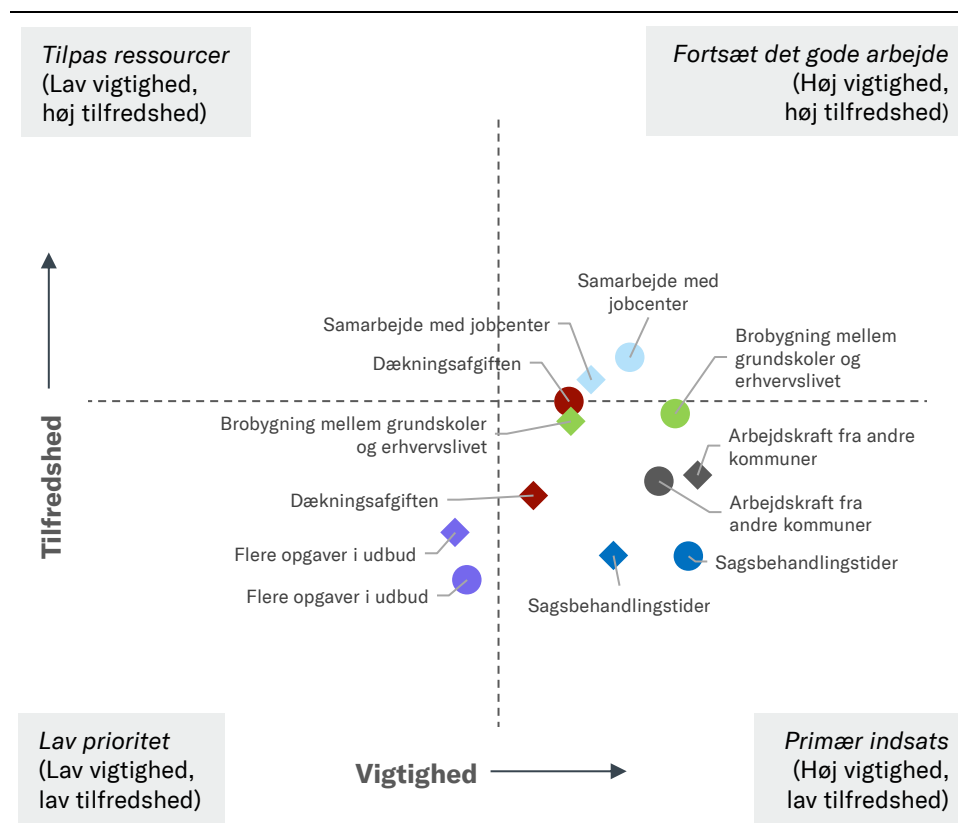 Tilpas ressourcer
(Lav vigtighed,
høj tilfredshed)
Fortsæt det gode arbejde
(Høj vigtighed,
høj tilfredshed)
Samarbejde med
jobcenter
Samarbejde med jobcenter
Brobygning mellem
grundskoler og
erhvervslivet
Dækningsafgiften
Brobygning mellem grundskoler
og erhvervslivet
Arbejdskraft fra andre
kommuner
Dækningsafgiften
Arbejdskraft fra
andre kommuner
Flere opgaver i udbud
Sagsbehandlingstider
Flere opgaver i udbud
Sagsbehandlingstider
Tilfredshed
Lav prioritet
(Lav vigtighed,
lav tilfredshed)
Vigtighed
Primær indsats
(Høj vigtighed,
lav tilfredshed)